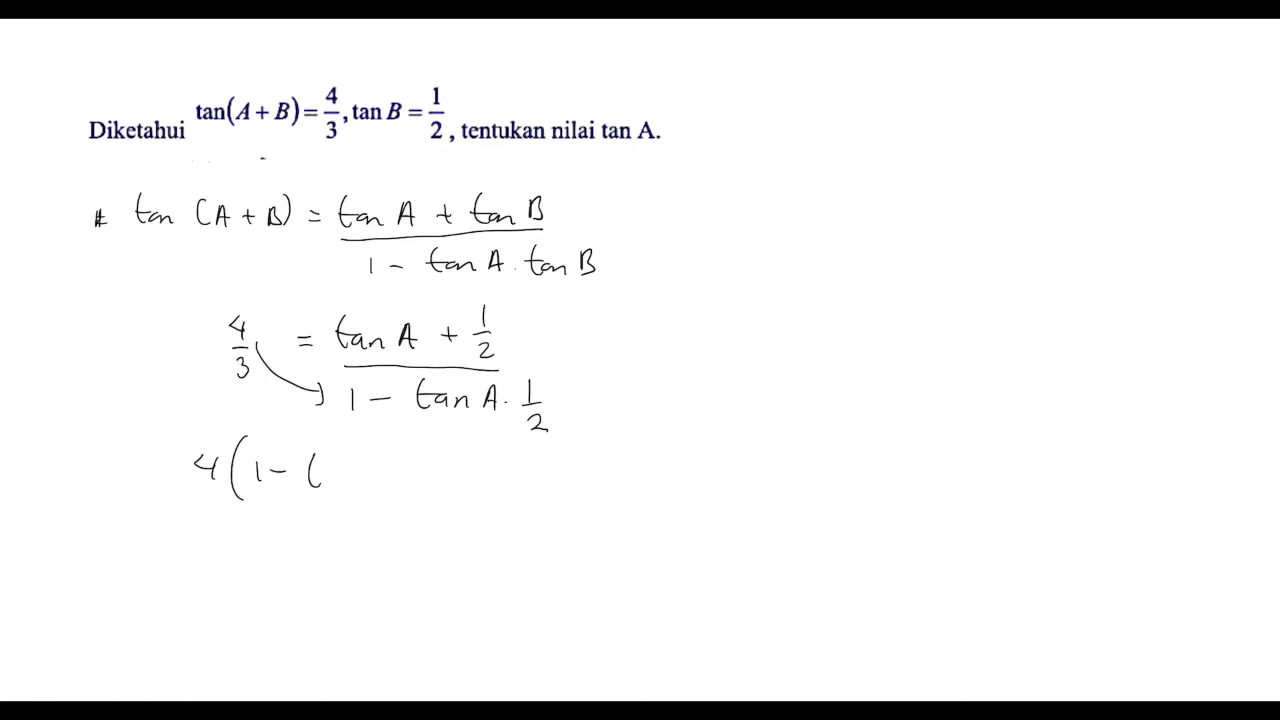 Diketahui tan(A + B) = 4/3, tan B = 1/2, tentukan nilai tan A.
* tan (A + B) = (tan A + tan B) / (1 - tan A . tan B)
4/3 = (tan A + 1/2) / (1 - tan A . 1/2)
4 ( 1 - (